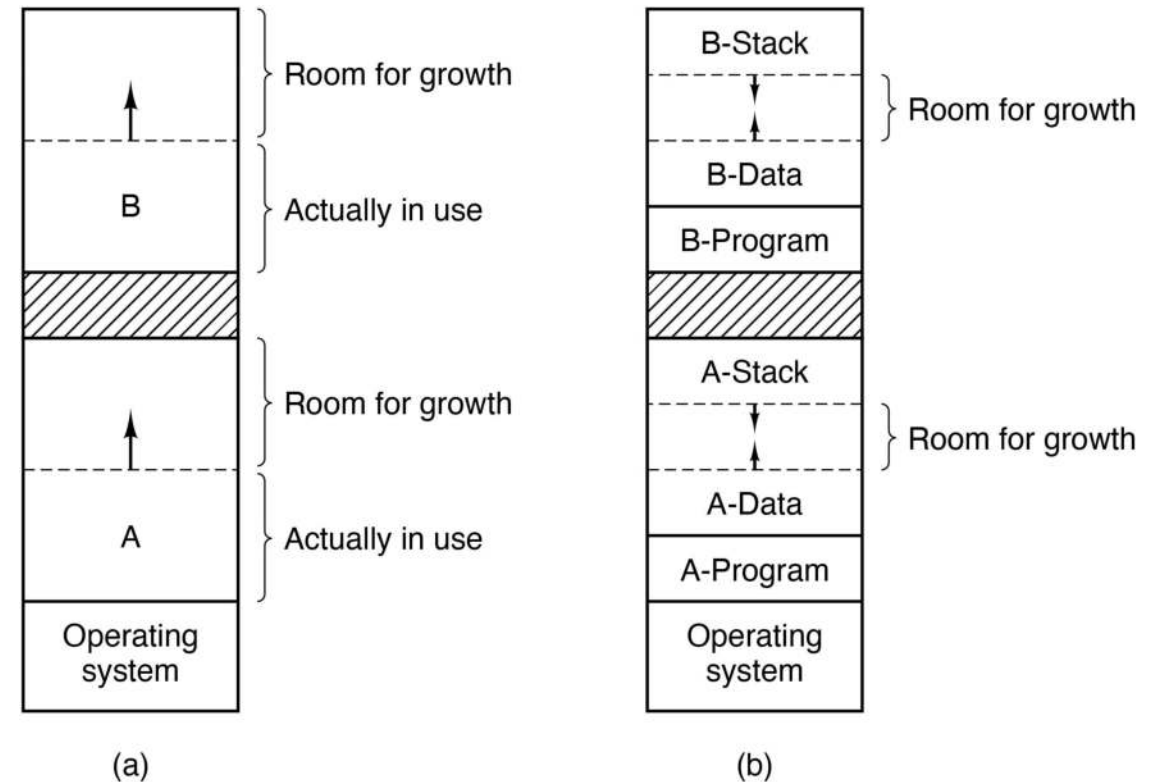 Room for growth
B
Actually in use
Room for growth
A
Actually in use
Operating
system
(a)
B-Stack
Room for growth
B-Data
B-Program
A-Stack
Room for growth
A-Data
A-Program
Operating
system
(b)